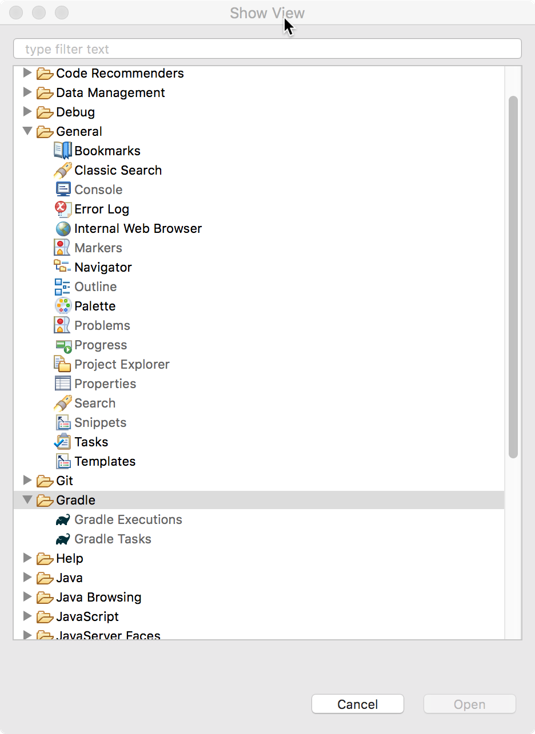 Show View
type filter text
Code Recommenders
Data Management
Debug
General
Bookmarks
Classic Search
Console
Error Log
Internal Web Browser
Markers
Navigator
Outline
Palette
Problems
Progress
Project Explorer
Properties
Search
Snippets
Tasks
Templates
Git
Gradle
Gradle Executions
Gradle Tasks
Help
Java
Java Browsing
JavaScript
JavaServer Faces
Cancel
Open